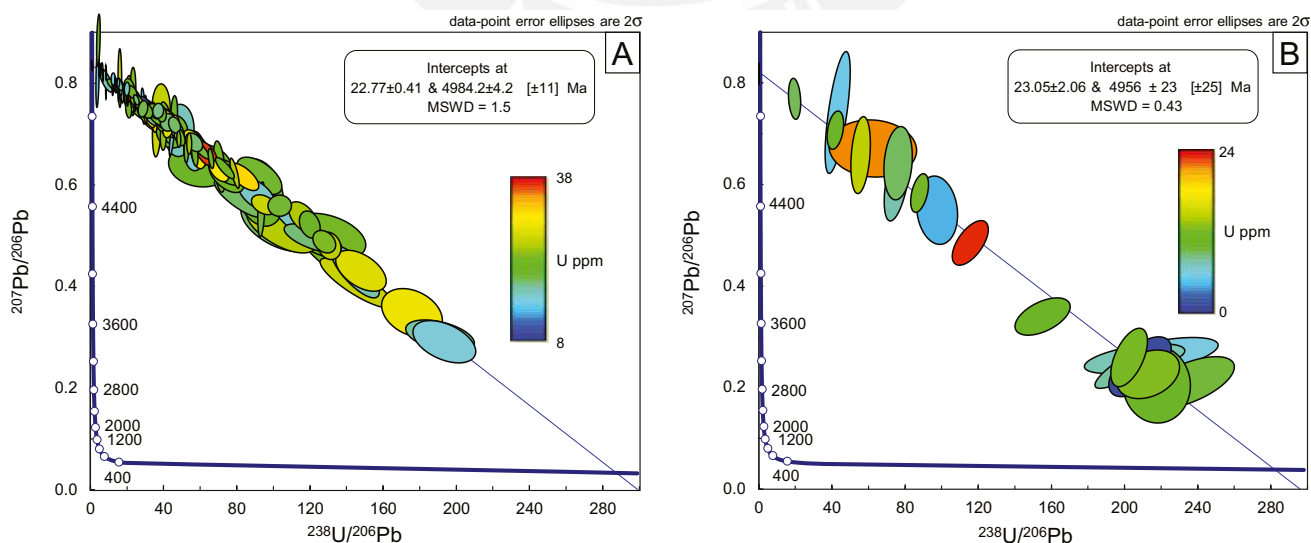 data-point error ellipses are 2σ
A
Intercepts at
22.77±0.41 & 4984.2±4.2 [±11] Ma
MSWD = 1.5
0.8
0.6
0.4
0.2
0.0
207Pb/206Pb
4400
3600
2800
2000
1200
400
38
U ppm
8
0 40 80 120 160 200 240 280
238U/206Pb
data-point error ellipses are 2σ
B
Intercepts at
23.05±2.06 & 4956 ± 23 [±25] Ma
MSWD = 0.43
0.8
0.6
0.4
0.2
0.0
207Pb/206Pb
4400
3600
2800
2000
1200
400
24
U ppm
0
0 40 80 120 160 200 240 280
238U/206Pb